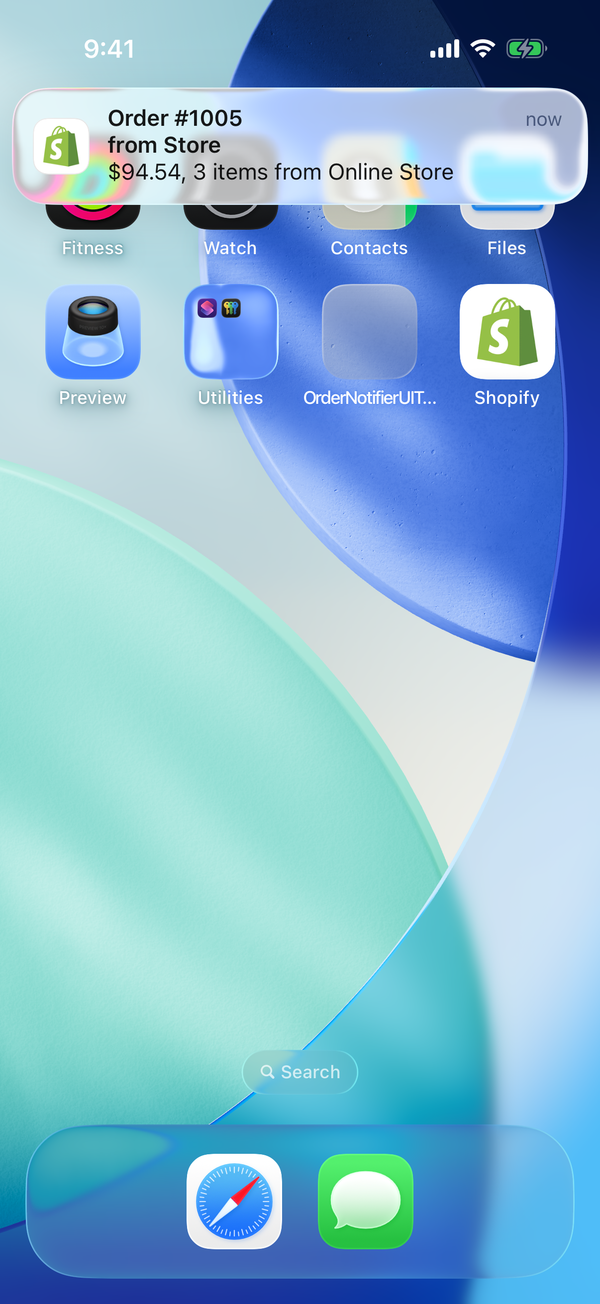 9:41
Order #1005
now
from Store
$94.54, 3 items from Online Store
Fitness
Watch
Contacts
Files
Preview
Utilities
OrderNotifierUIT...
Shopify
Search